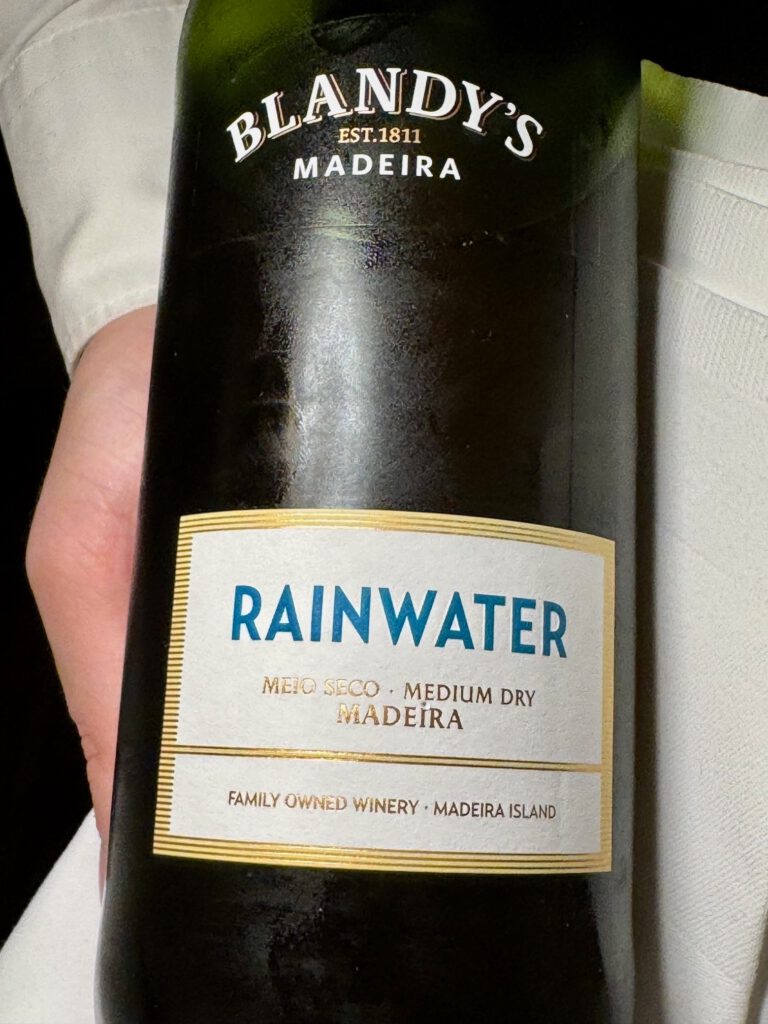 BLANDY'S
EST.1811
MADEIRA
RAINWATER
MEIO SECO · MEDIUM DRY
MADEIRA
FAMILY OWNED WINERY · MADEIRA ISLAND